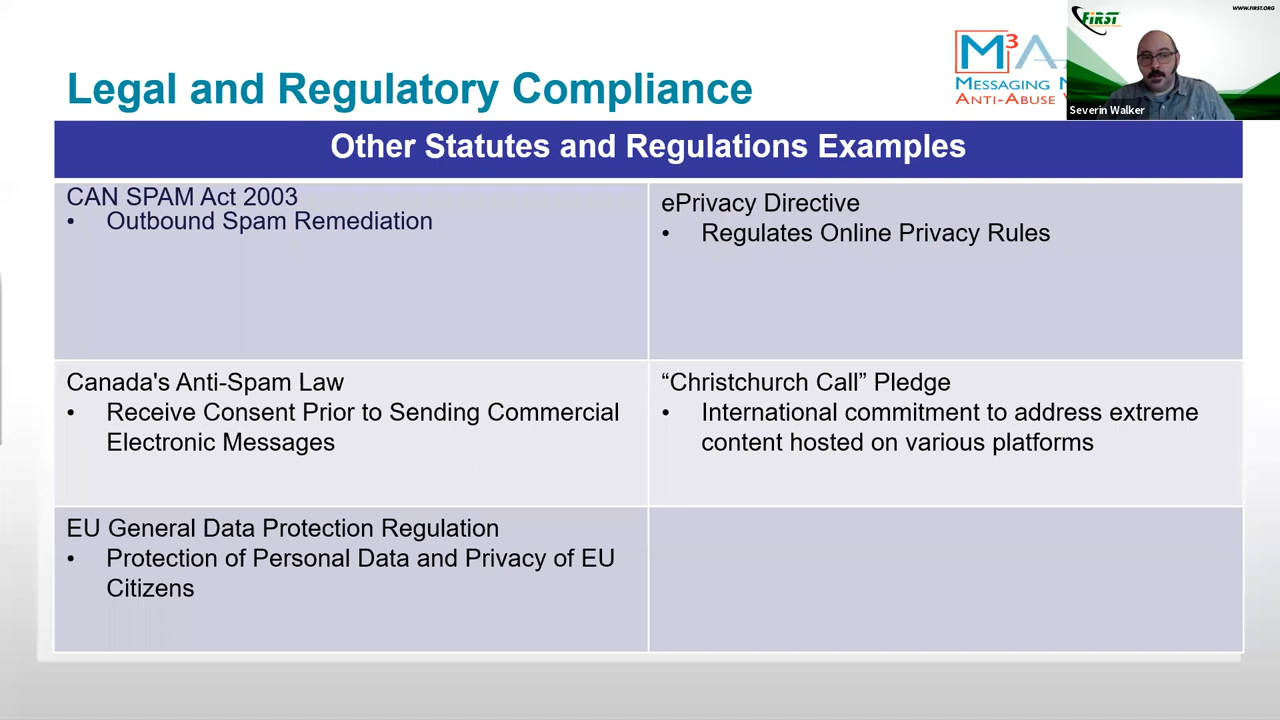 WWW.FIRST.ORG
FIRST
M3A
MESSAGING
ANTI-ABUSE
Severin Walker
Legal and Regulatory Compliance
Other Statutes and Regulations Examples
CAN SPAM Act 2003
• Outbound Spam Remediation
ePrivacy Directive
• Regulates Online Privacy Rules
Canada's Anti-Spam Law
• Receive Consent Prior to Sending Commercial
Electronic Messages
“Christchurch Call” Pledge
• International commitment to address extreme
content hosted on various platforms
EU General Data Protection Regulation
• Protection of Personal Data and Privacy of EU
Citizens